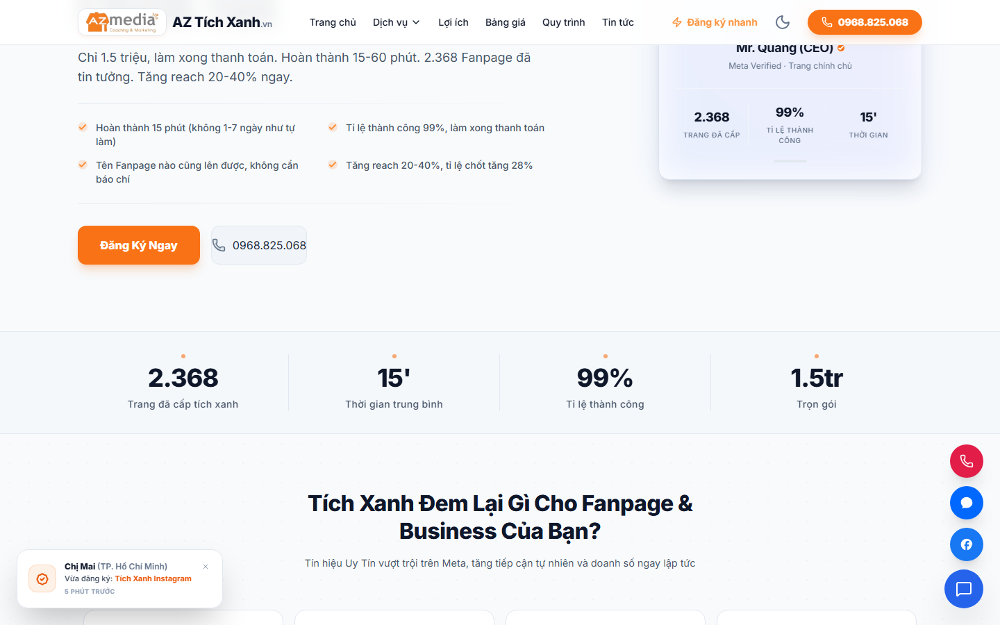 AZmedia
Coaching & Marketing
AZ Tích Xanh.vn
Trang chủ
Dịch vụ
Lợi ích
Bảng giá
Quy trình
Tin tức
Đăng ký nhanh
0968.825.068
Chỉ 1.5 triệu, làm xong thanh toán. Hoàn thành 15-60 phút. 2.368 Fanpage đã
tin tưởng. Tăng reach 20-40% ngay.
Hoàn thành 15 phút (không 1-7 ngày như tự
làm)
Tỉ lệ thành công 99%, làm xong thanh toán
Tên Fanpage nào cũng lên được, không cần
báo chí
Tăng reach 20-40%, tỉ lệ chốt tăng 28%
Đăng Ký Ngay
0968.825.068
Mr. Quang (CEO)
Meta Verified · Trang chính chủ
2.368
TRANG ĐÃ CẤP
99%
TỈ LỆ THÀNH
CÔNG
15'
THỜI GIAN
2.368
Trang đã cấp tích xanh
15'
Thời gian trung bình
99%
Tỉ lệ thành công
1.5tr
Trọn gói
Tích Xanh Đem Lại Gì Cho Fanpage &
Business Của Bạn?
Tín hiệu Uy Tín vượt trội trên Meta, tăng tiếp cận tự nhiên và doanh số ngay lập tức
Chị Mai (TP. Hồ Chí Minh)
Vừa đăng ký: Tích Xanh Instagram
5 PHÚT TRƯỚC